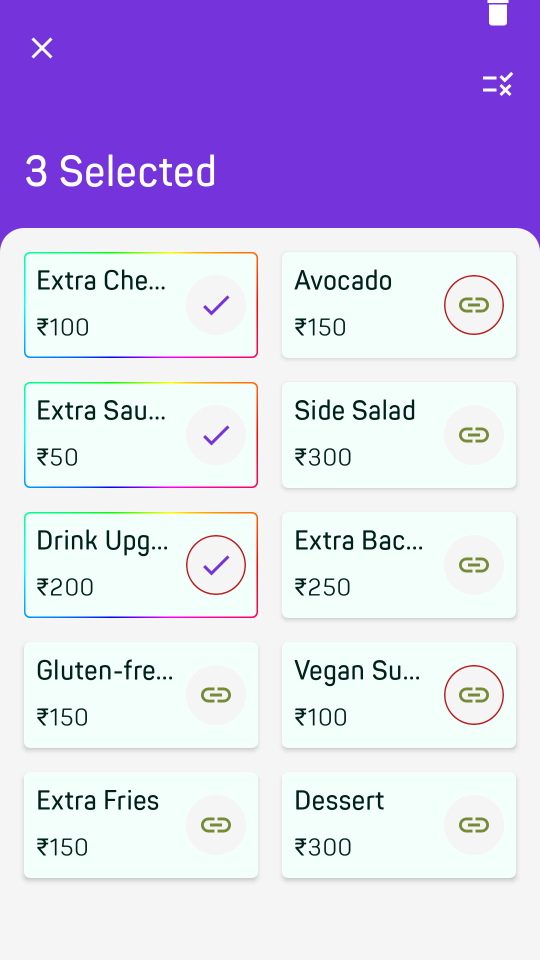 3 Selected
Extra Che...
₹100
Avocado
₹150
Extra Sau...
₹50
Side Salad
₹300
Drink Upg...
₹200
Extra Bac...
₹250
Gluten-fre...
₹150
Vegan Su...
₹100
Extra Fries
₹150
Dessert
₹300